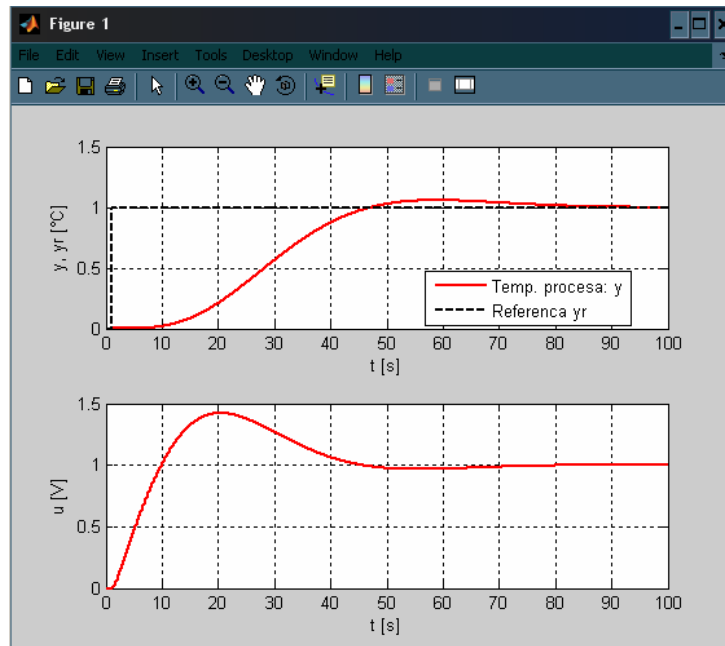 Figure 1
File Edit View Insert Tools Desktop Window Help
1.5
1
0.5
0
y, yr [°C]
Temp. procesa: y
Referenca yr
0 10 20 30 40 50 60 70 80 90 100
t [s]
1.5
1
0.5
0
u [V]
0 10 20 30 40 50 60 70 80 90 100
t [s]